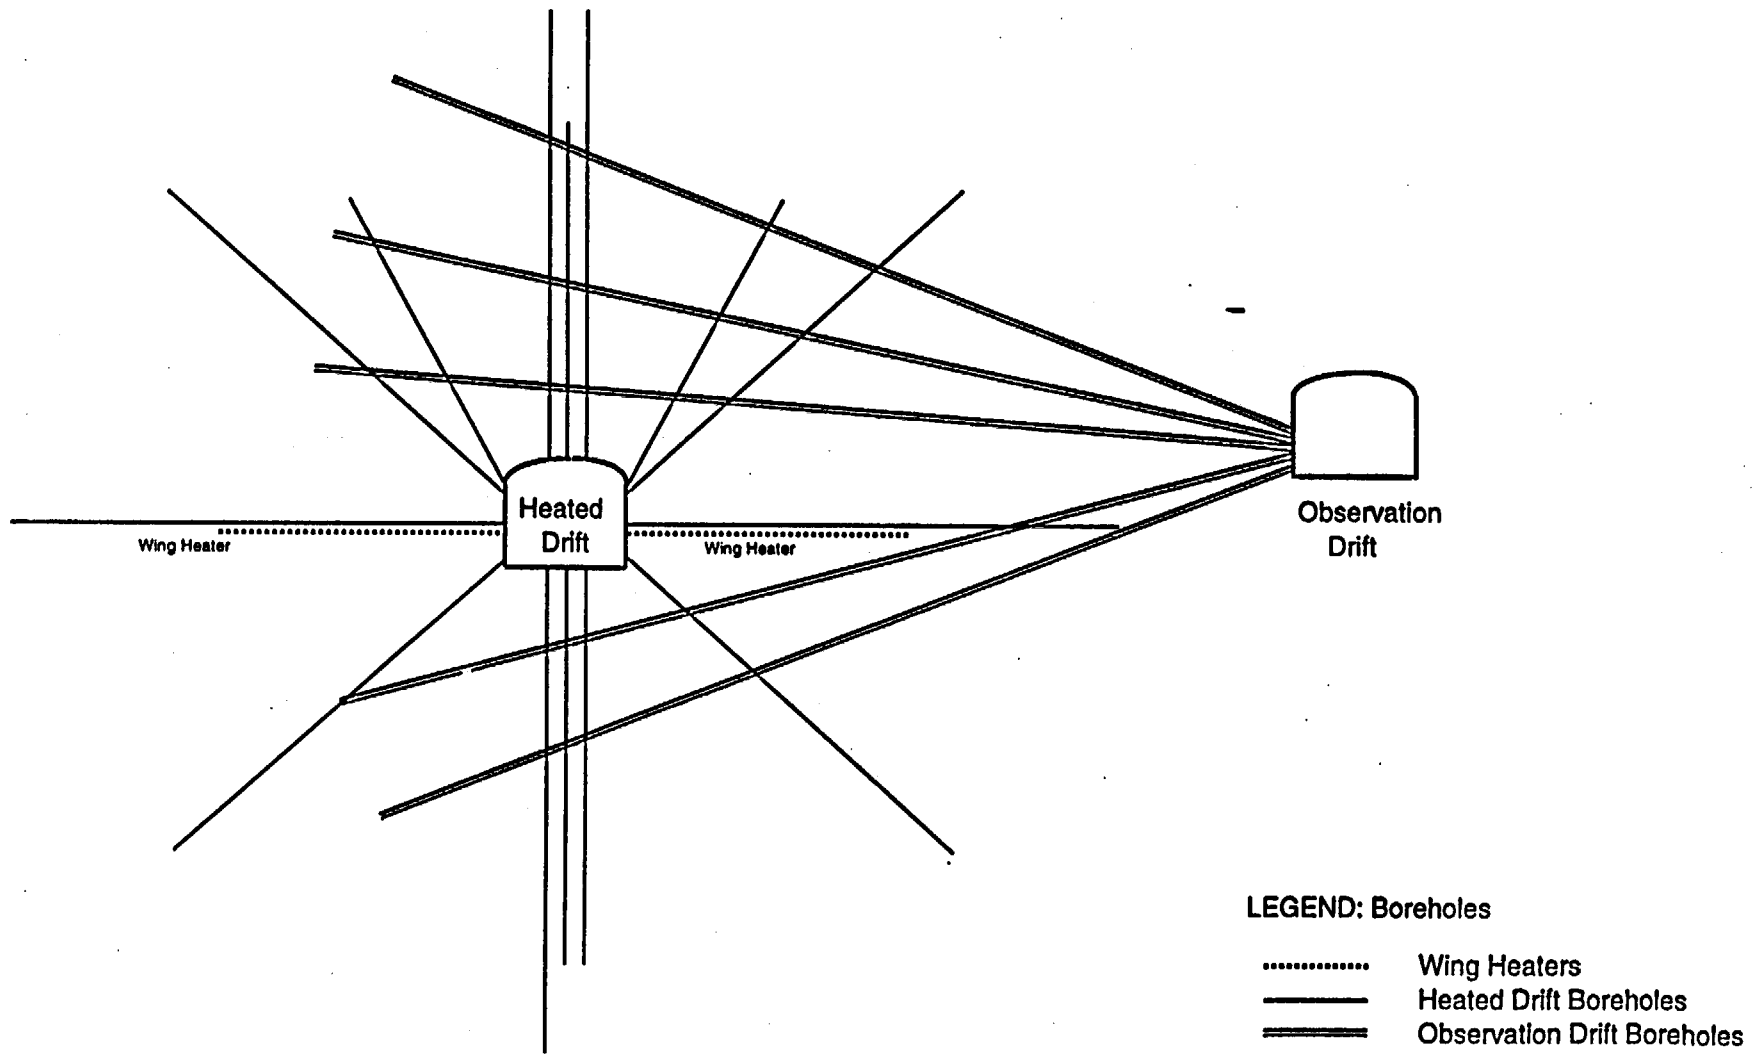 Heated
Drift
Wing Heater
Wing Heater
Observation
Drift
LEGEND: Boreholes
Wing Heaters
Heated Drift Boreholes
Observation Drift Boreholes